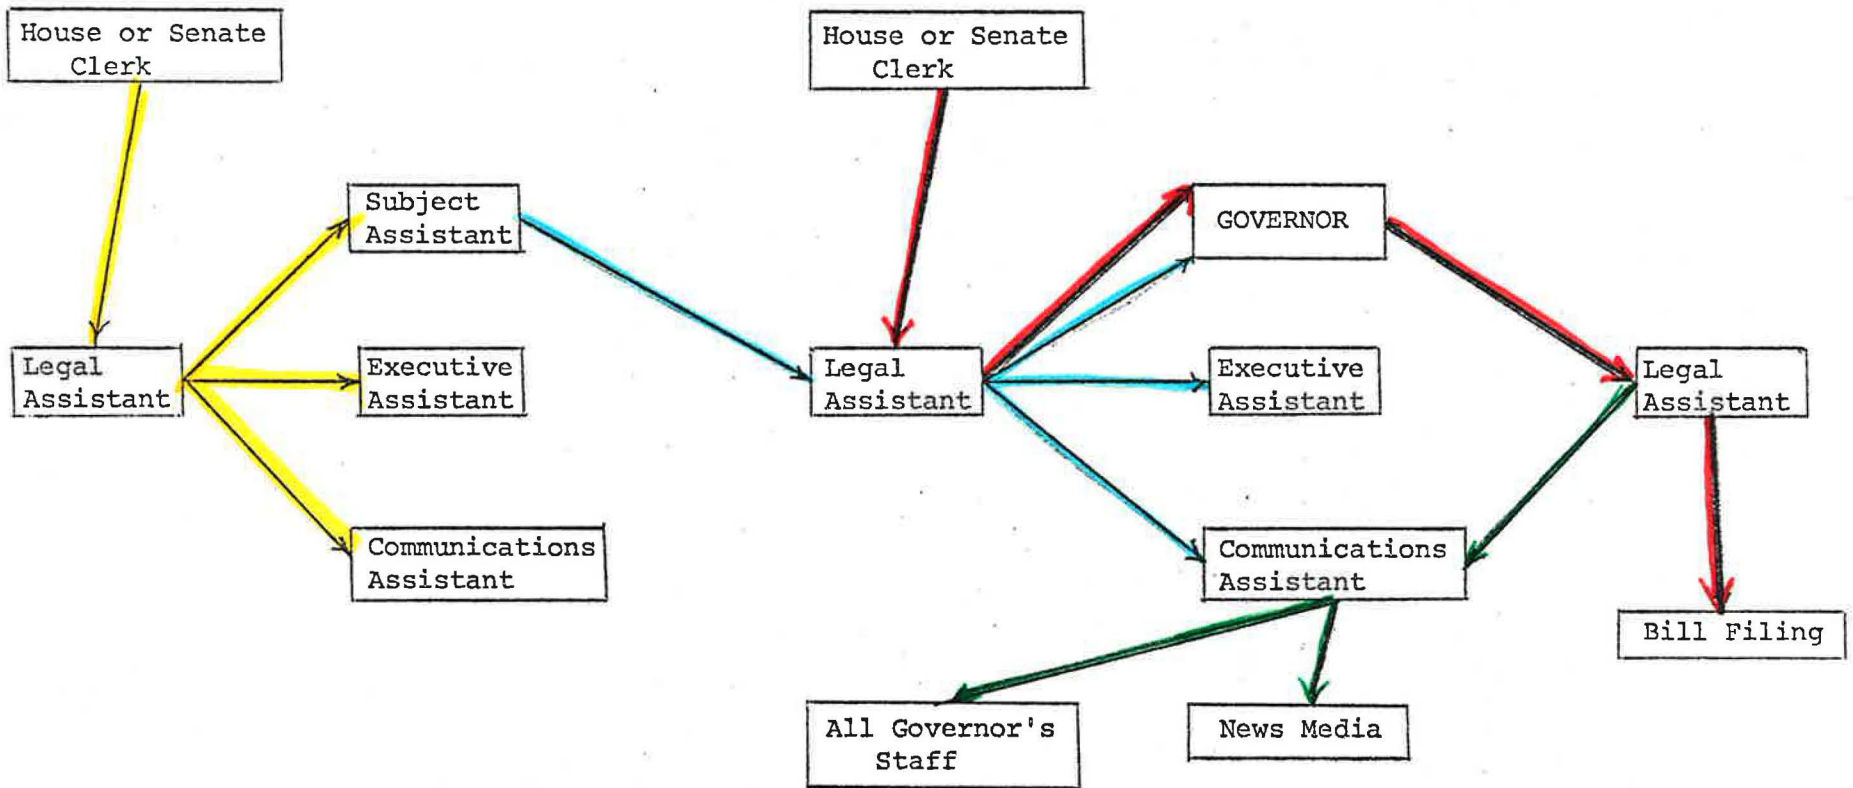 House or Senate
Clerk
House or Senate
Clerk
Subject
Assistant
GOVERNOR
Legal
Assistant
Executive
Assistant
Legal
Assistant
Executive
Assistant
Legal
Assistant
Communications
Assistant
Communications
Assistant
Bill Filing
All Governor's
Staff
News Media